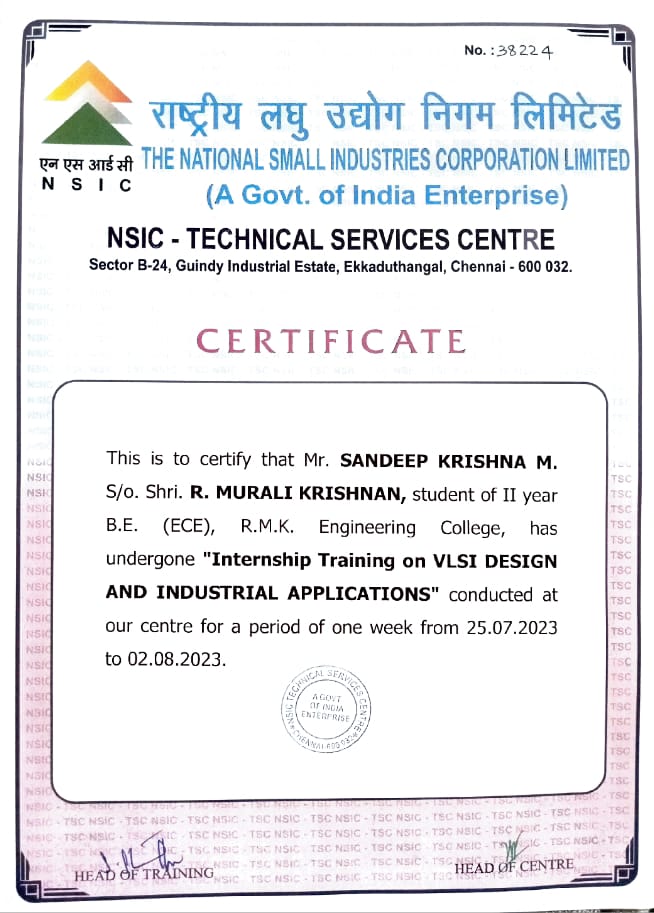 No. : 38224
राष्ट्रीय लघु उद्योग निगम लिमिटेड
एन एस आई सी
THE NATIONAL SMALL INDUSTRIES CORPORATION LIMITED
N S I C
(A Govt. of India Enterprise)
NSIC - TECHNICAL SERVICES CENTRE
Sector B-24, Guindy Industrial Estate, Ekkaduthangal, Chennai - 600 032.
CERTIFICATE
This is to certify that Mr. SANDEEP KRISHNA M.
S/o. Shri. R. MURALI KRISHNAN, student of II year
B.E. (ECE), R.M.K. Engineering College, has
undergone "Internship Training on VLSI DESIGN
AND INDUSTRIAL APPLICATIONS" conducted at
our centre for a period of one week from 25.07.2023
to 02.08.2023.
NSIC TECHNICAL SERVICES CENTRE
A GOVT
OF INDIA
ENTERPRISE
CHENNAI-600 032
HEAD OF TRAINING
HEAD OF CENTRE